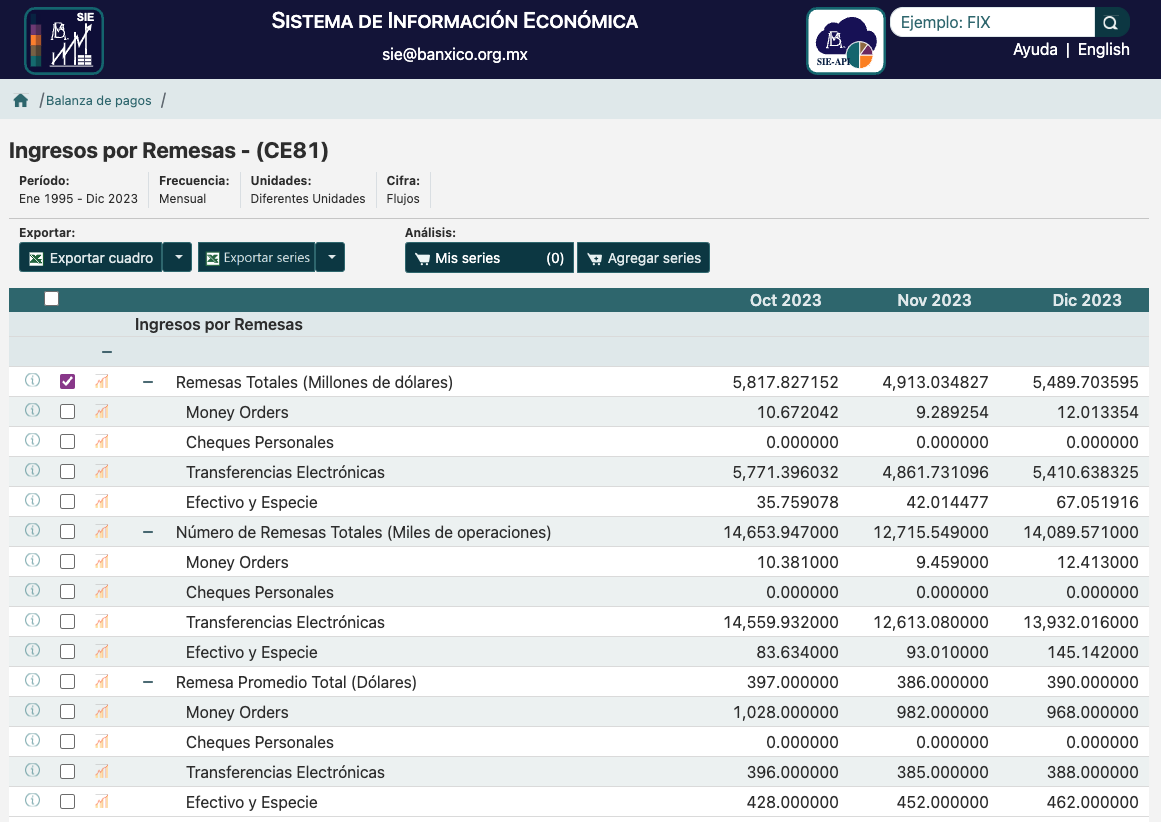 SIE
SISTEMA DE INFORMACIÓN ECONÓMICA
sie@banxico.org.mx
SIE-API
Ejemplo: FIX
Ayuda | English
/Balanza de pagos /
Ingresos por Remesas - (CE81)
Período: Frecuencia: Unidades: Cifra:
Ene 1995 - Dic 2023 Mensual Diferentes Unidades Flujos
Exportar: Análisis:
Exportar cuadro Exportar series Mis series (0) Agregar series
Oct 2023 Nov 2023 Dic 2023
Ingresos por Remesas
Remesas Totales (Millones de dólares) 5,817.827152 4,913.034827 5,489.703595
Money Orders 10.672042 9.289254 12.013354
Cheques Personales 0.000000 0.000000 0.000000
Transferencias Electrónicas 5,771.396032 4,861.731096 5,410.638325
Efectivo y Especie 35.759078 42.014477 67.051916
Número de Remesas Totales (Miles de operaciones) 14,653.947000 12,715.549000 14,089.571000
Money Orders 10.381000 9.459000 12.413000
Cheques Personales 0.000000 0.000000 0.000000
Transferencias Electrónicas 14,559.932000 12,613.080000 13,932.016000
Efectivo y Especie 83.634000 93.010000 145.142000
Remesa Promedio Total (Dólares) 397.000000 386.000000 390.000000
Money Orders 1,028.000000 982.000000 968.000000
Cheques Personales 0.000000 0.000000 0.000000
Transferencias Electrónicas 396.000000 385.000000 388.000000
Efectivo y Especie 428.000000 452.000000 462.000000